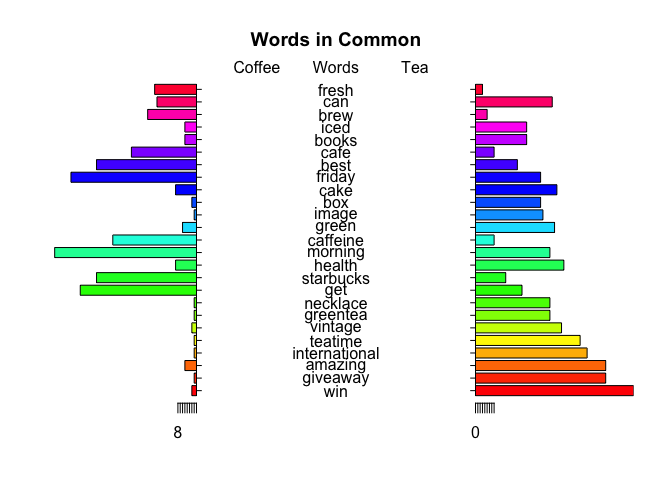 Words in Common
Coffee Words Tea
fresh
can
brew
iced
books
cafe
best
friday
cake
box
image
green
caffeine
morning
health
starbucks
get
necklace
greentea
vintage
teatime
international
amazing
giveaway
win
8 0